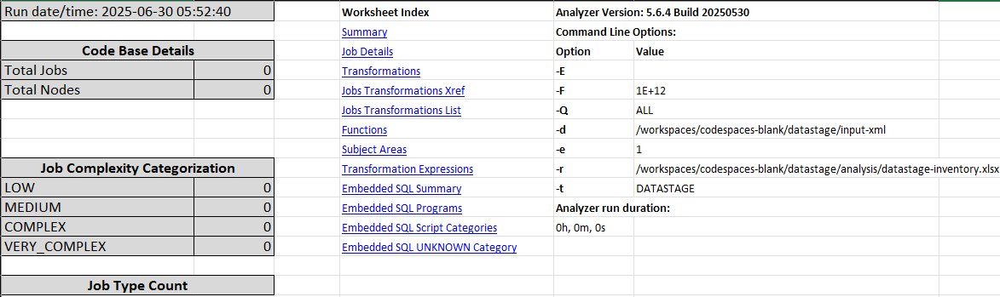 Run date/time: 2025-06-30 05:52:40
Code Base Details
Total Jobs 0
Total Nodes 0
Job Complexity Categorization
LOW 0
MEDIUM 0
COMPLEX 0
VERY_COMPLEX 0
Job Type Count
Worksheet Index
Summary
Job Details
Transformations
Jobs Transformations Xref
Jobs Transformations List
Functions
Subject Areas
Transformation Expressions
Embedded SQL Summary
Embedded SQL Programs
Embedded SQL Script Categories
Embedded SQL UNKNOWN Category
Analyzer Version: 5.6.4 Build 20250530
Command Line Options:
Option Value
-E
-F 1E+12
-Q ALL
-d /workspaces/codespaces-blank/datastage/input-xml
-e 1
-r /workspaces/codespaces-blank/datastage/analysis/datastage-inventory.xlsx
-t DATASTAGE
Analyzer run duration:
0h, 0m, 0s